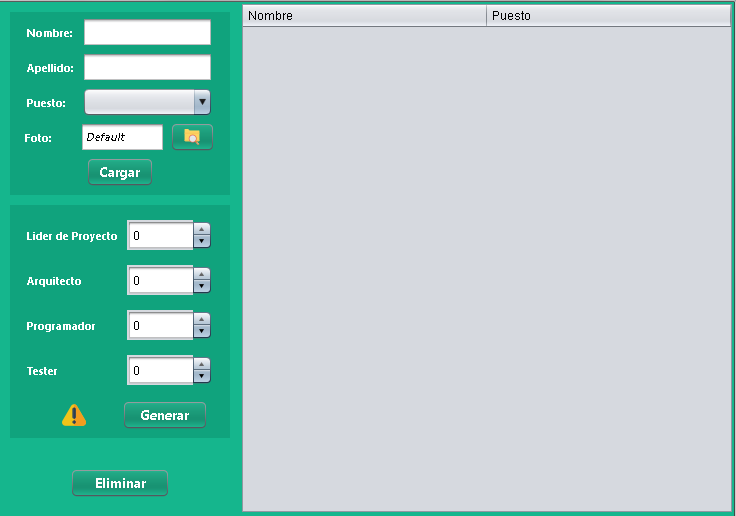 Nombre:
Apellido:
Puesto:
Foto: Default
Cargar
Lider de Proyecto 0
Arquitecto 0
Programador 0
Tester 0
Generar
Eliminar
Nombre Puesto